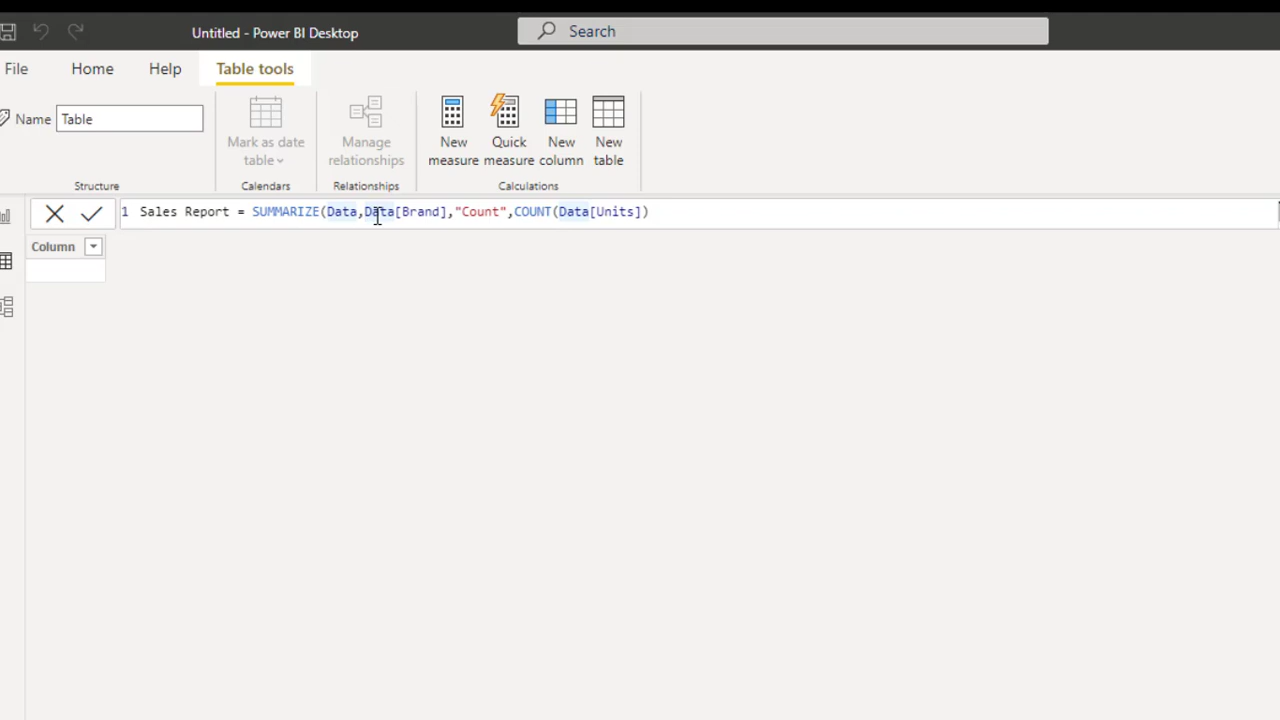 Untitled - Power BI Desktop
Search
File Home Help Table tools
Name Table
Mark as date table
Manage relationships
New measure
Quick measure
New column
New table
Structure Calendars Relationships Calculations
1 Sales Report = SUMMARIZE(Data,Data[Brand],"Count",COUNT(Data[Units])
Column